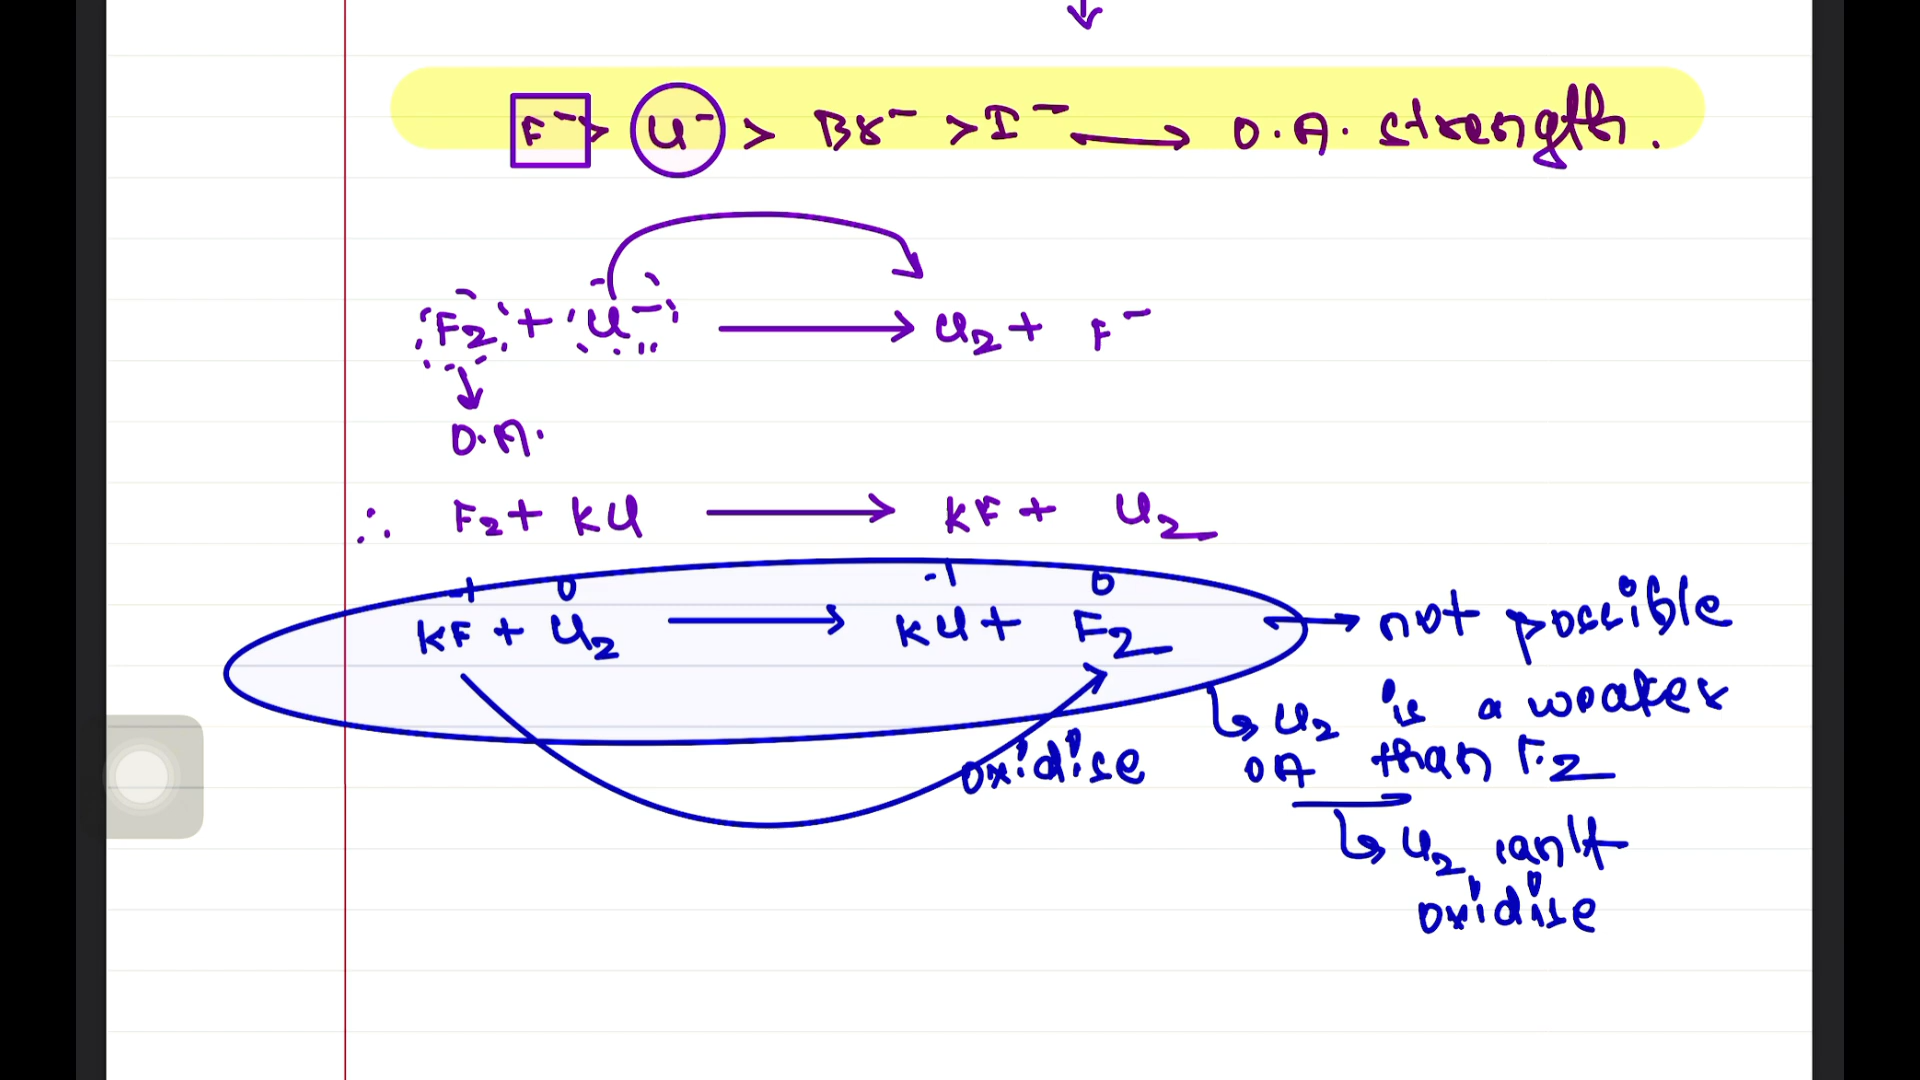 F⁻ > Cl⁻ > Br⁻ > I⁻ ⟶ O.A. strength.
F₂ + Cl⁻ ⟶ Cl₂ + F⁻
O.A.
∴ F₂ + KCl ⟶ KF + Cl₂
-1 0 -1 0
KF + Cl₂ ⟶ KCl + F₂ → not possible
↳ Cl₂ is a weaker
oxidise OA than F₂
↳ Cl₂ can't
oxidise